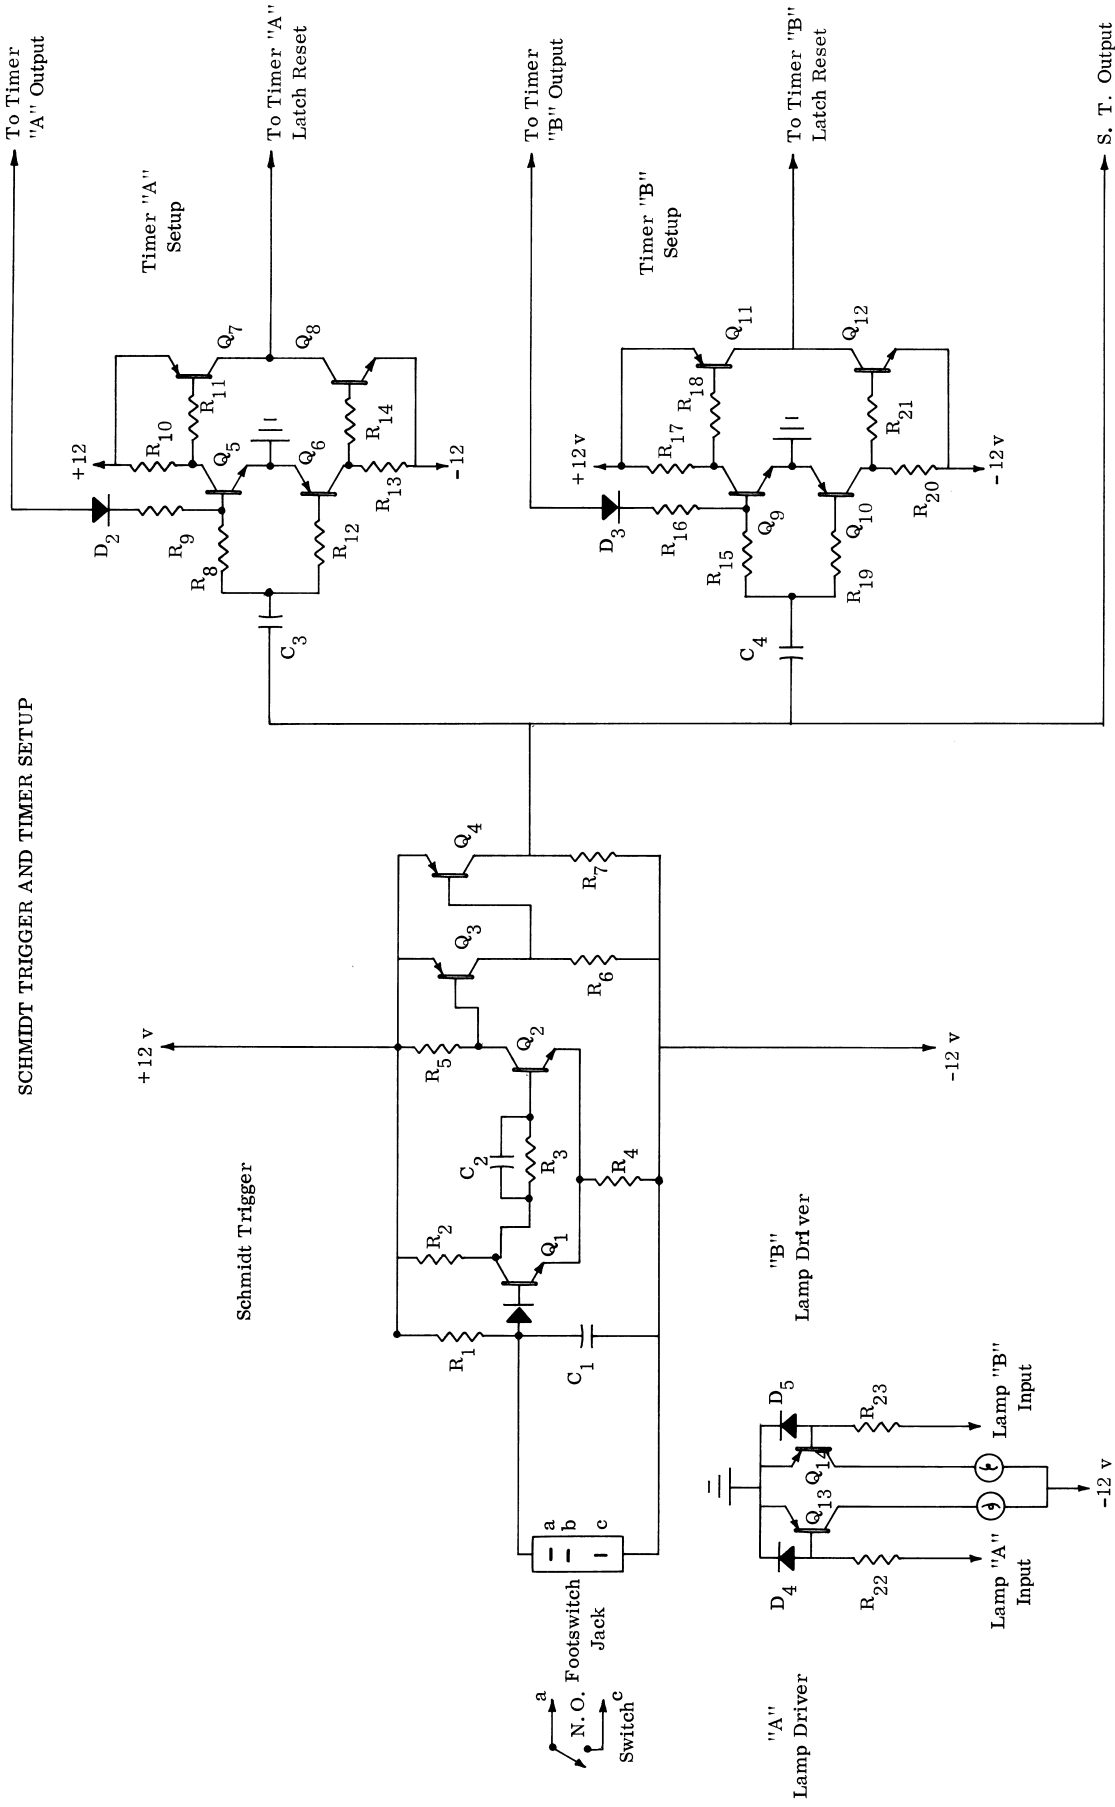 SCHMIDT TRIGGER AND TIMER SETUP
To Timer
"A" Output
Timer "A"
Setup
To Timer "A"
Latch Reset
+12
-12
D2
R9
R8
R10
R11
R12
R13
R14
Q5
Q6
Q7
Q8
C3
To Timer
"B" Output
Timer "B"
Setup
To Timer "B"
Latch Reset
+12v
-12v
D3
R16
R15
R17
R18
R19
R20
R21
Q9
Q10
Q11
Q12
C4
S. T. Output
Schmidt Trigger
+12 v
-12 v
R1
R2
R3
R4
R5
R6
R7
C1
C2
Q1
Q2
Q3
Q4
a
b
c
Footswitch
Jack
a
N. O.
c
Switch
"A"
Lamp Driver
"B"
Lamp Driver
D4
D5
Q13
Q14
R22
R23
Lamp "A"
Input
Lamp "B"
Input
-12 v